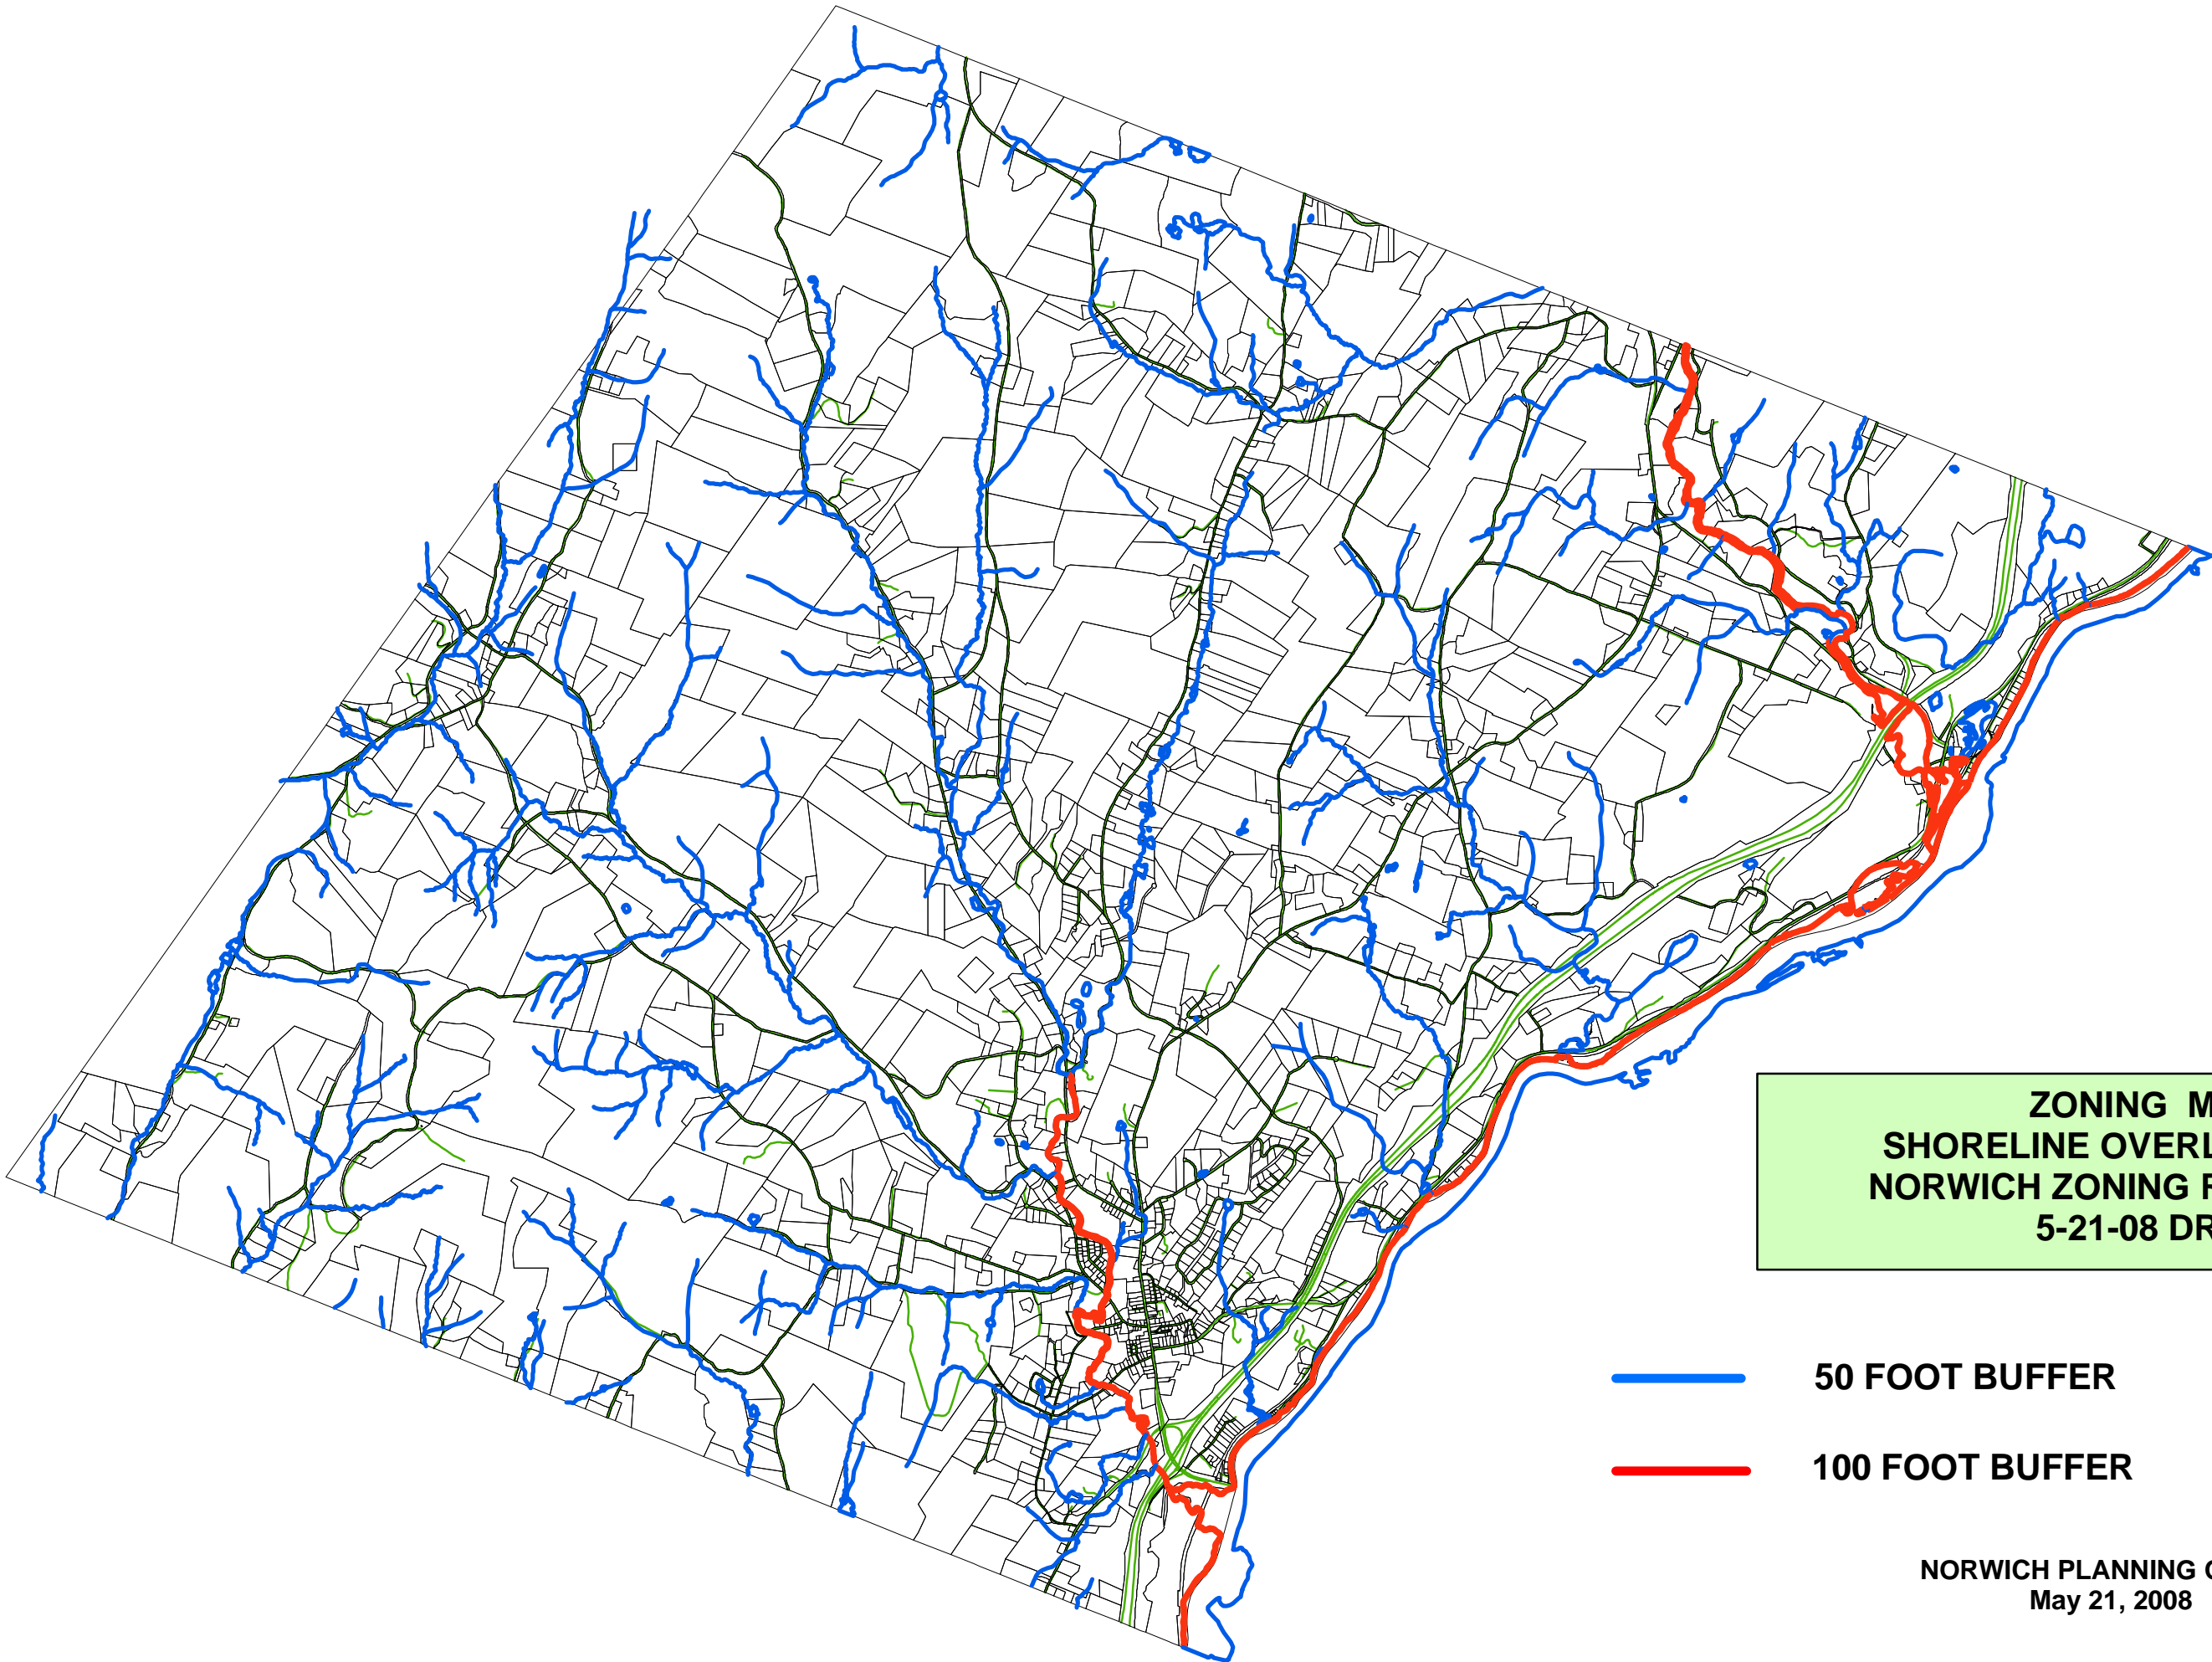 ZONING M
SHORELINE OVERL
NORWICH ZONING
5-21-08 DR
50 FOOT BUFFER
100 FOOT BUFFER
NORWICH PLANNING
May 21, 2008